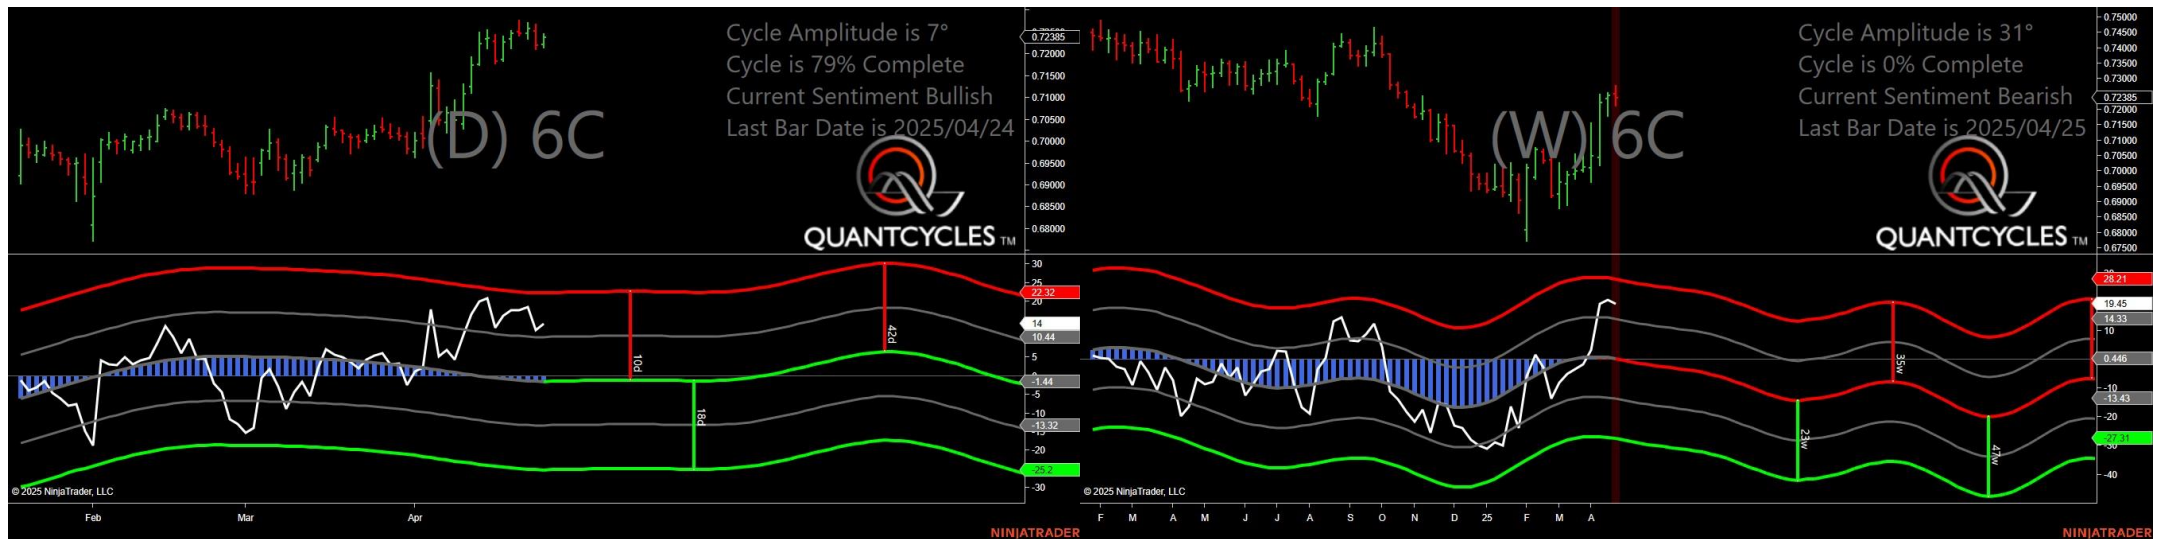 Cycle Amplitude is 7°
Cycle is 79% Complete
Current Sentiment Bullish
Last Bar Date is 2025/04/24
(D) 6C
QUANTCYCLES TM
0.72385
0.72000
0.71500
0.71000
0.70500
0.70000
0.69500
0.69000
0.68500
0.68000
30
25
22.32
20
14
10.44
5
-1.44
-5
-10
-13.32
-20
-25.2
-30
10d
18d
42d
© 2025 NinjaTrader, LLC
Feb Mar Apr
NINJATRADER
Cycle Amplitude is 31°
Cycle is 0% Complete
Current Sentiment Bearish
Last Bar Date is 2025/04/25
(W) 6C
QUANTCYCLES TM
0.75000
0.74500
0.74000
0.73500
0.73000
0.72385
0.72000
0.71500
0.71000
0.70500
0.70000
0.69500
0.69000
0.68500
0.68000
0.67500
28.21
19.45
14.33
10
0.446
-10
-13.43
-20
-27.31
-40
23w
35w
47w
© 2025 NinjaTrader, LLC
F M A M J J A S O N D 25 F M A
NINJATRADER